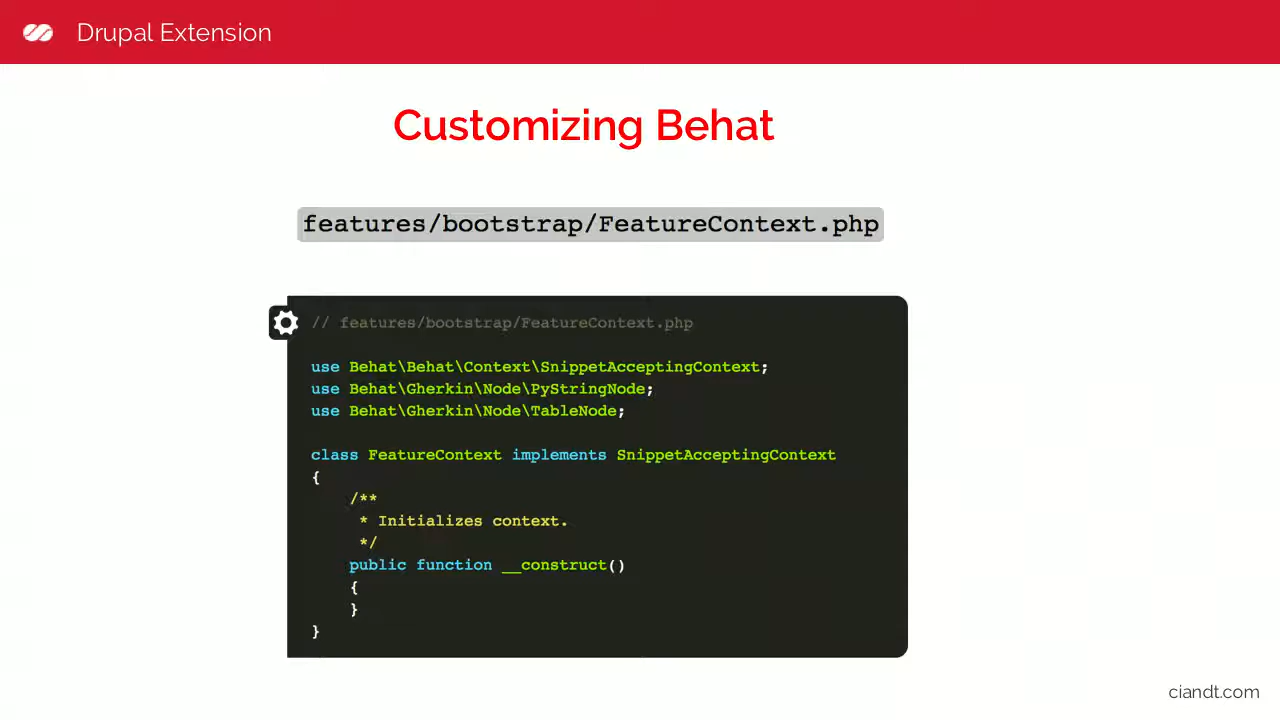 Drupal Extension
Customizing Behat
features/bootstrap/FeatureContext.php
// features/bootstrap/FeatureContext.php
use Behat\Behat\Context\SnippetAcceptingContext;
use Behat\Gherkin\Node\PyStringNode;
use Behat\Gherkin\Node\TableNode;
class FeatureContext implements SnippetAcceptingContext
{
/**
* Initializes context.
*/
public function __construct()
{
}
}
ciandt.com